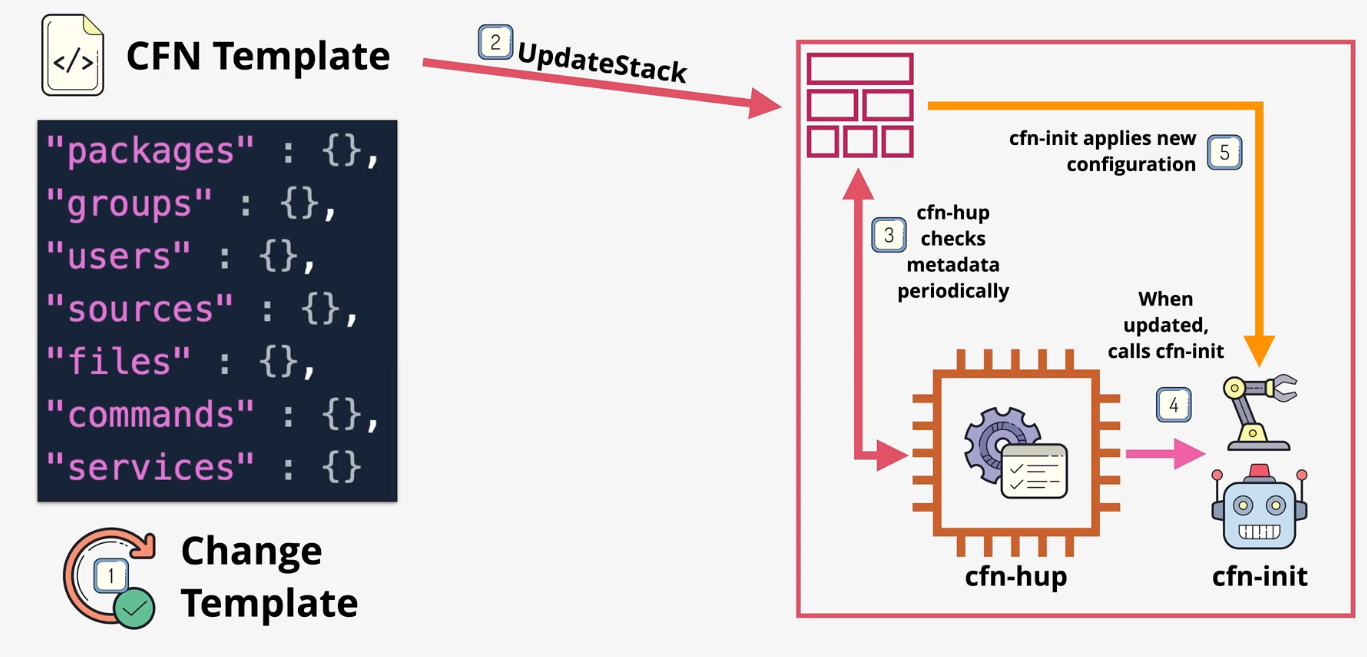 </>
CFN Template
2
UpdateStack
"packages" : {},
"groups" : {},
"users" : {},
"sources" : {},
"files" : {},
"commands" : {},
"services" : {}
1
Change
Template
cfn-init applies new
configuration
5
3
cfn-hup
checks
metadata
periodically
When
updated,
calls cfn-init
4
cfn-hup
cfn-init